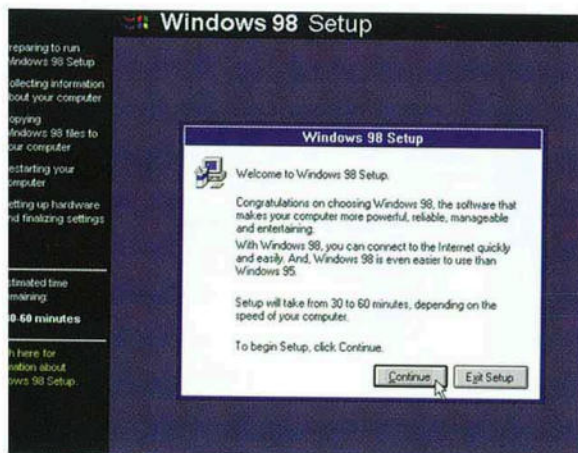 Windows 98 Setup
reparing to run
Windows 98 Setup
ollecting information
bout your computer
opying
Windows 98 files to
our computer
estarting your
omputer
etting up hardware
nd finalizing settings
stimated time
maining:
0-60 minutes
h here for
mation about
ows 98 Setup.
Windows 98 Setup
Welcome to Windows 98 Setup.
Congratulations on choosing Windows 98, the software that
makes your computer more powerful, reliable, manageable
and entertaining.
With Windows 98, you can connect to the Internet quickly
and easily. And, Windows 98 is even easier to use than
Windows 95.
Setup will take from 30 to 60 minutes, depending on the
speed of your computer.
To begin Setup, click Continue.
Continue
Exit Setup